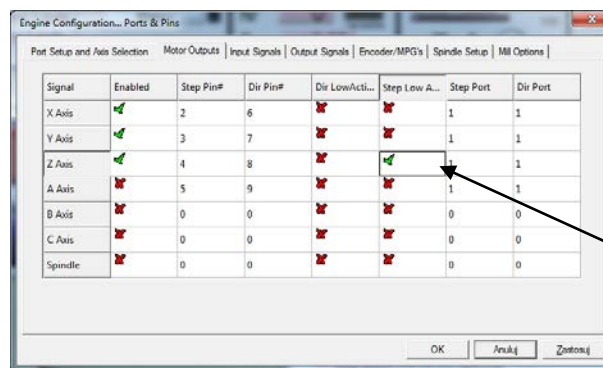 Engine Configuration... Ports & Pins
Port Setup and Axis Selection Motor Outputs Input Signals Output Signals Encoder/MPG's Spindle Setup Mill Options
Signal Enabled Step Pin# Dir Pin# Dir LowActi... Step Low A... Step Port Dir Port
X Axis 2 6 1 1
Y Axis 3 7 1 1
Z Axis 4 8 1 1
A Axis 5 9 1 1
B Axis 0 0 0 0
C Axis 0 0 0 0
Spindle 0 0 0 0
OK Anuluj Zastosuj